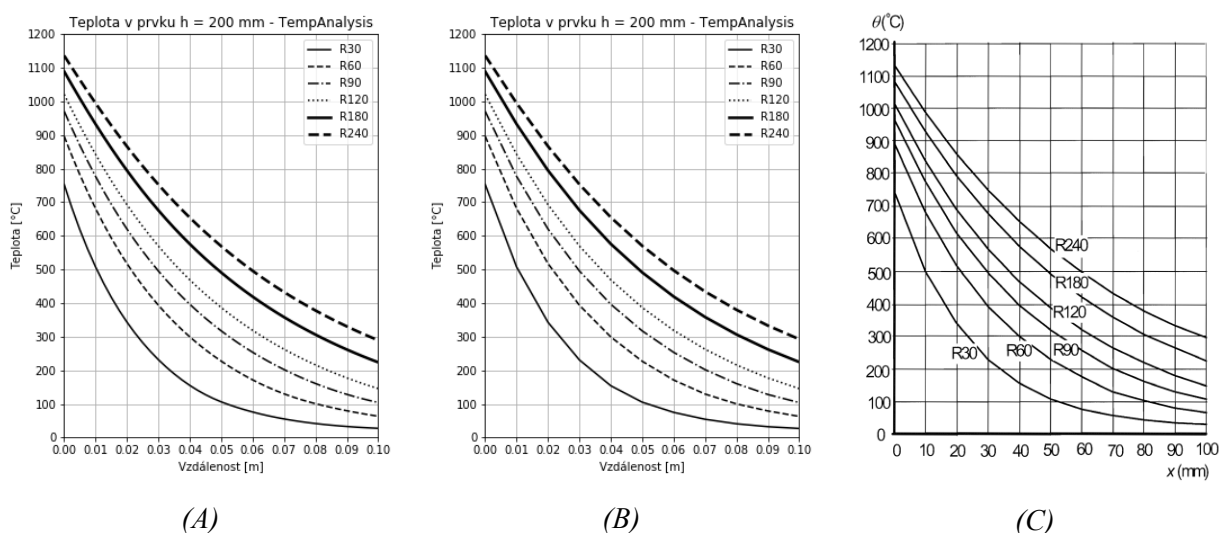 Teplota v prvku h = 200 mm - TempAnalysis
Teplota [°C]
1200
1100
1000
900
800
700
600
500
400
300
200
100
0
R30
R60
R90
R120
R180
R240
0.00 0.01 0.02 0.03 0.04 0.05 0.06 0.07 0.08 0.09 0.10
Vzdálenost [m]
(A)
Teplota v prvku h = 200 mm - TempAnalysis
Teplota [°C]
1200
1100
1000
900
800
700
600
500
400
300
200
100
0
R30
R60
R90
R120
R180
R240
0.00 0.01 0.02 0.03 0.04 0.05 0.06 0.07 0.08 0.09 0.10
Vzdálenost [m]
(B)
θ (°C)
1200
1100
1000
900
800
700
600
500
400
300
200
100
0
R240
R180
R120
R30 R60 R90
0 10 20 30 40 50 60 70 80 90 100
x (mm)
(C)